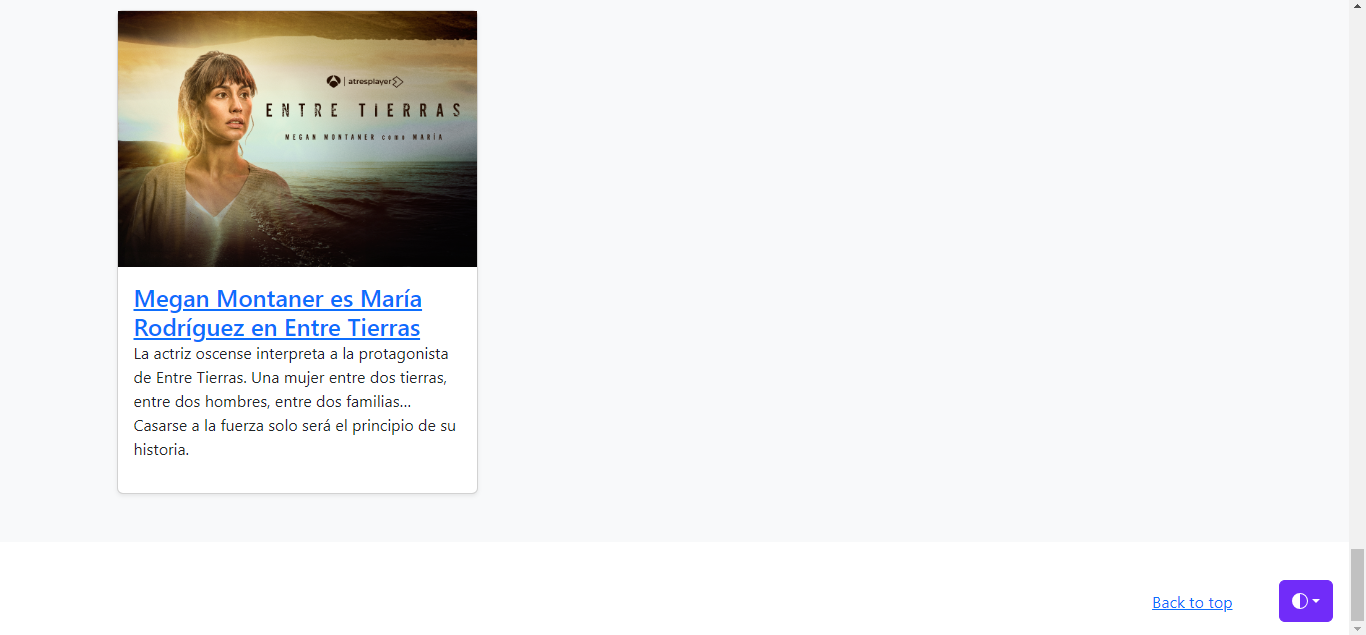 atresplayer
ENTRE TIERRAS
MEGAN MONTANER como MARÍA
Megan Montaner es María
Rodríguez en Entre Tierras
La actriz oscense interpreta a la protagonista
de Entre Tierras. Una mujer entre dos tierras,
entre dos hombres, entre dos familias...
Casarse a la fuerza solo será el principio de su
historia.
Back to top